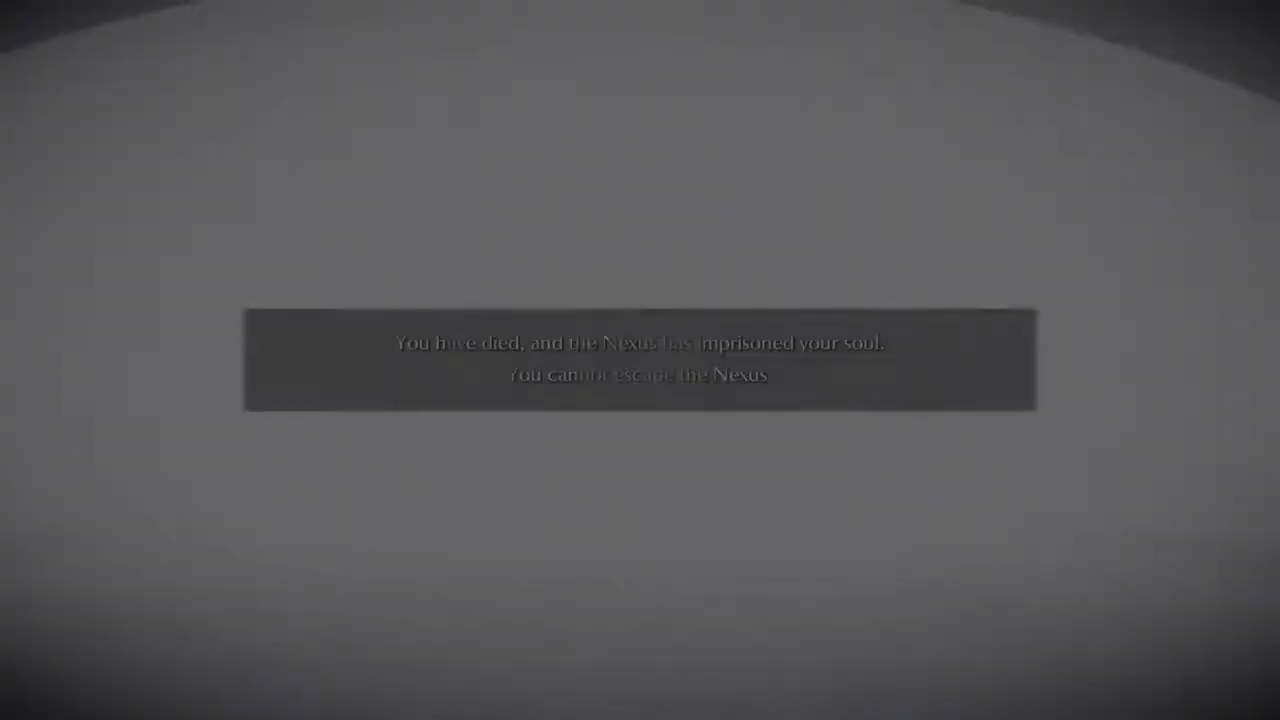 You have died, and the Nexus has imprisoned your soul.
You cannot escape the Nexus